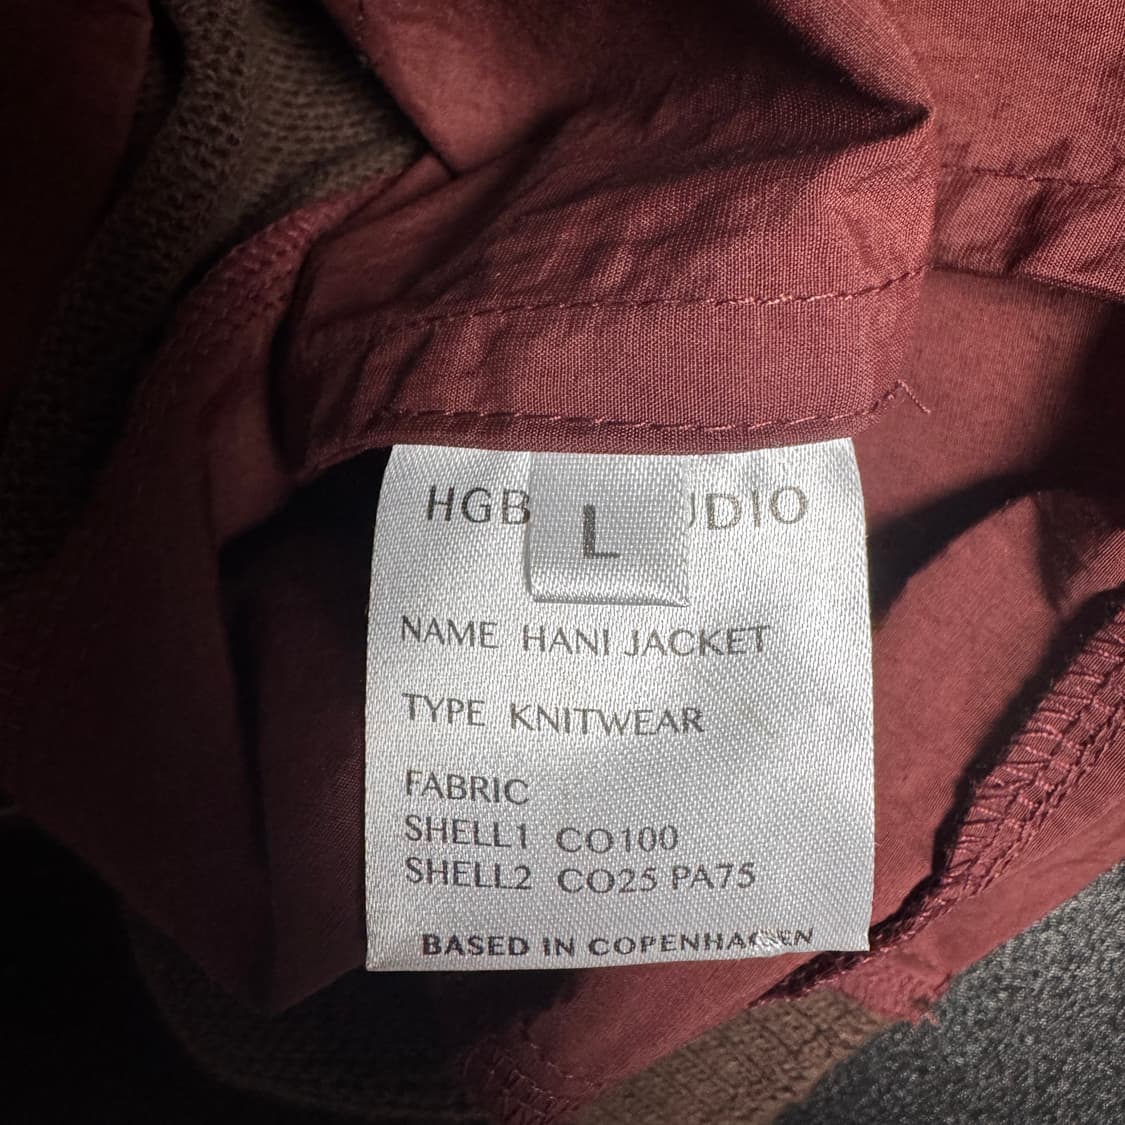 HGB UDIO
L
NAME HANI JACKET
TYPE KNITWEAR
FABRIC
SHELL1 CO100
SHELL2 CO25 PA75
BASED IN COPENHAGEN